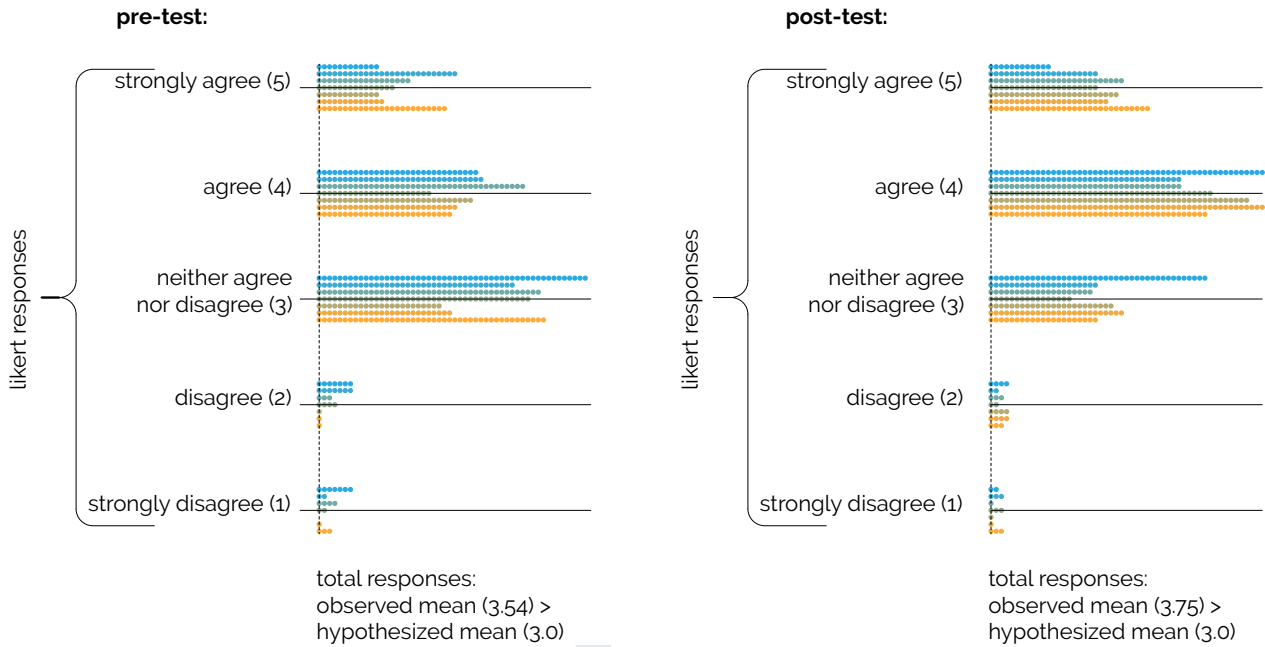 pre-test:
likert responses
strongly agree (5)
agree (4)
neither agree
nor disagree (3)
disagree (2)
strongly disagree (1)
total responses:
observed mean (3.54) >
hypothesized mean (3.0)
post-test:
likert responses
strongly agree (5)
agree (4)
neither agree
nor disagree (3)
disagree (2)
strongly disagree (1)
total responses:
observed mean (3.75) >
hypothesized mean (3.0)